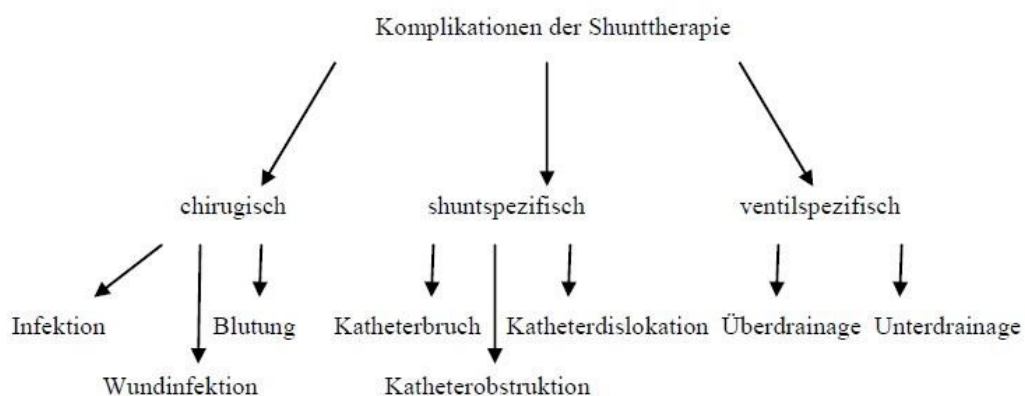 Komplikationen der Shunttherapie
chirugisch shuntspezifisch ventilspezifisch
Infektion Blutung Katheterbruch Katheterdislokation Überdrainage Unterdrainage
Wundinfektion Katheterobstruktion